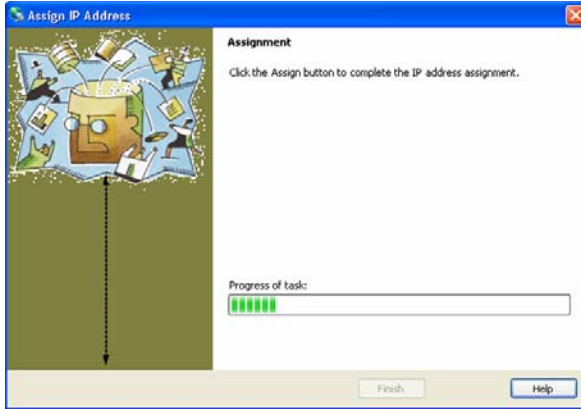 Assign IP Address
Assignment
Click the Assign button to complete the IP address assignment.
Progress of task:
Finish
Help